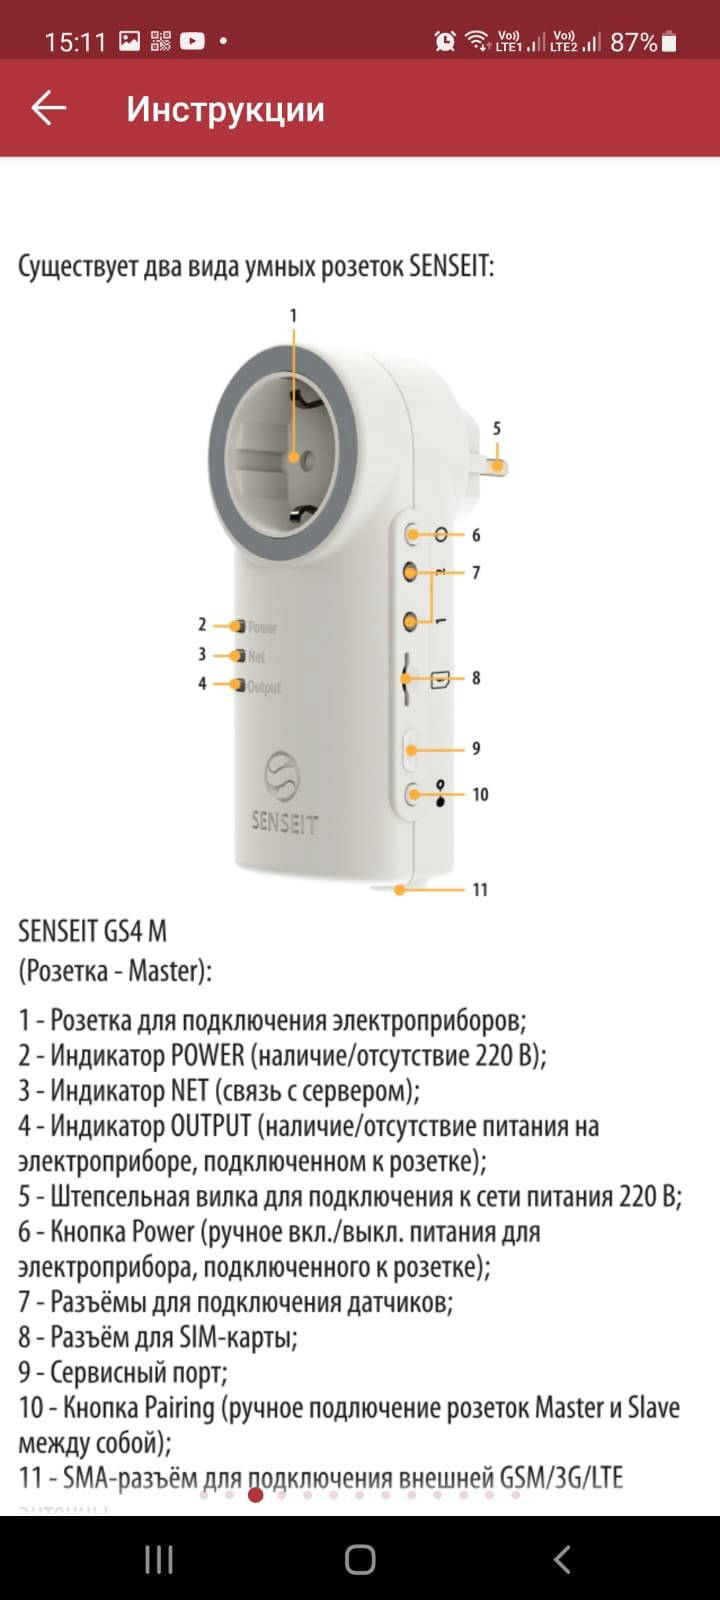 15:11 Vo)) LTE1 Vo)) LTE2 87%
Инструкции
Существует два вида умных розеток SENSEIT:
1
5
6
2 7
2 Power 1
3 Net
4 Output 8
9
10
SENSEIT
11
SENSEIT GS4 M
(Розетка - Master):
1 - Розетка для подключения электроприборов;
2 - Индикатор POWER (наличие/отсутствие 220 В);
3 - Индикатор NET (связь с сервером);
4 - Индикатор OUTPUT (наличие/отсутствие питания на
электроприборе, подключенном к розетке);
5 - Штепсельная вилка для подключения к сети питания 220 В;
6 - Кнопка Power (ручное вкл./выкл. питания для
электроприбора, подключенного к розетке);
7 - Разъёмы для подключения датчиков;
8 - Разъём для SIM-карты;
9 - Сервисный порт;
10 - Кнопка Pairing (ручное подлючение розеток Master и Slave
между собой);
11 - SMA-разъём для подключения внешней GSM/3G/LTE